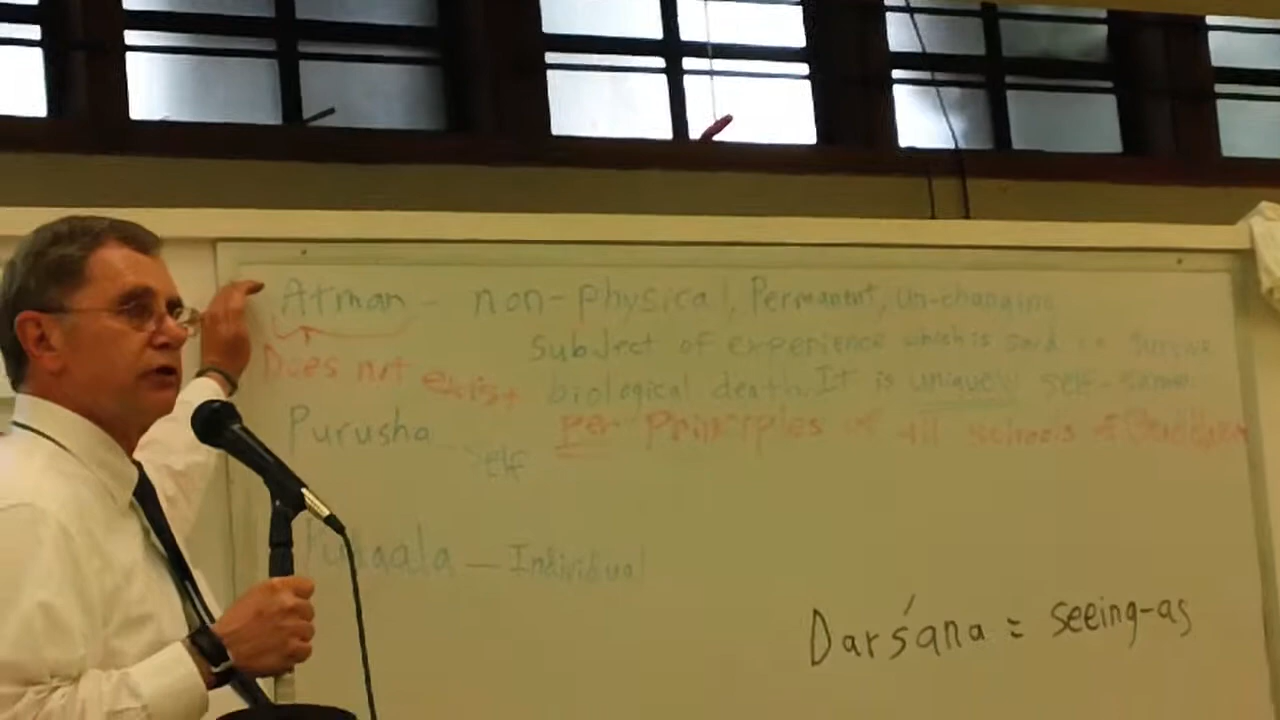 Atman - non-physical, Permanent, un-changing
subject of experience which is said to survive
Does not exist
biological death. It is uniquely self-same
Purusha
per Principles of all schools of
self
Pudgala — Individual
Darśana = seeing-as